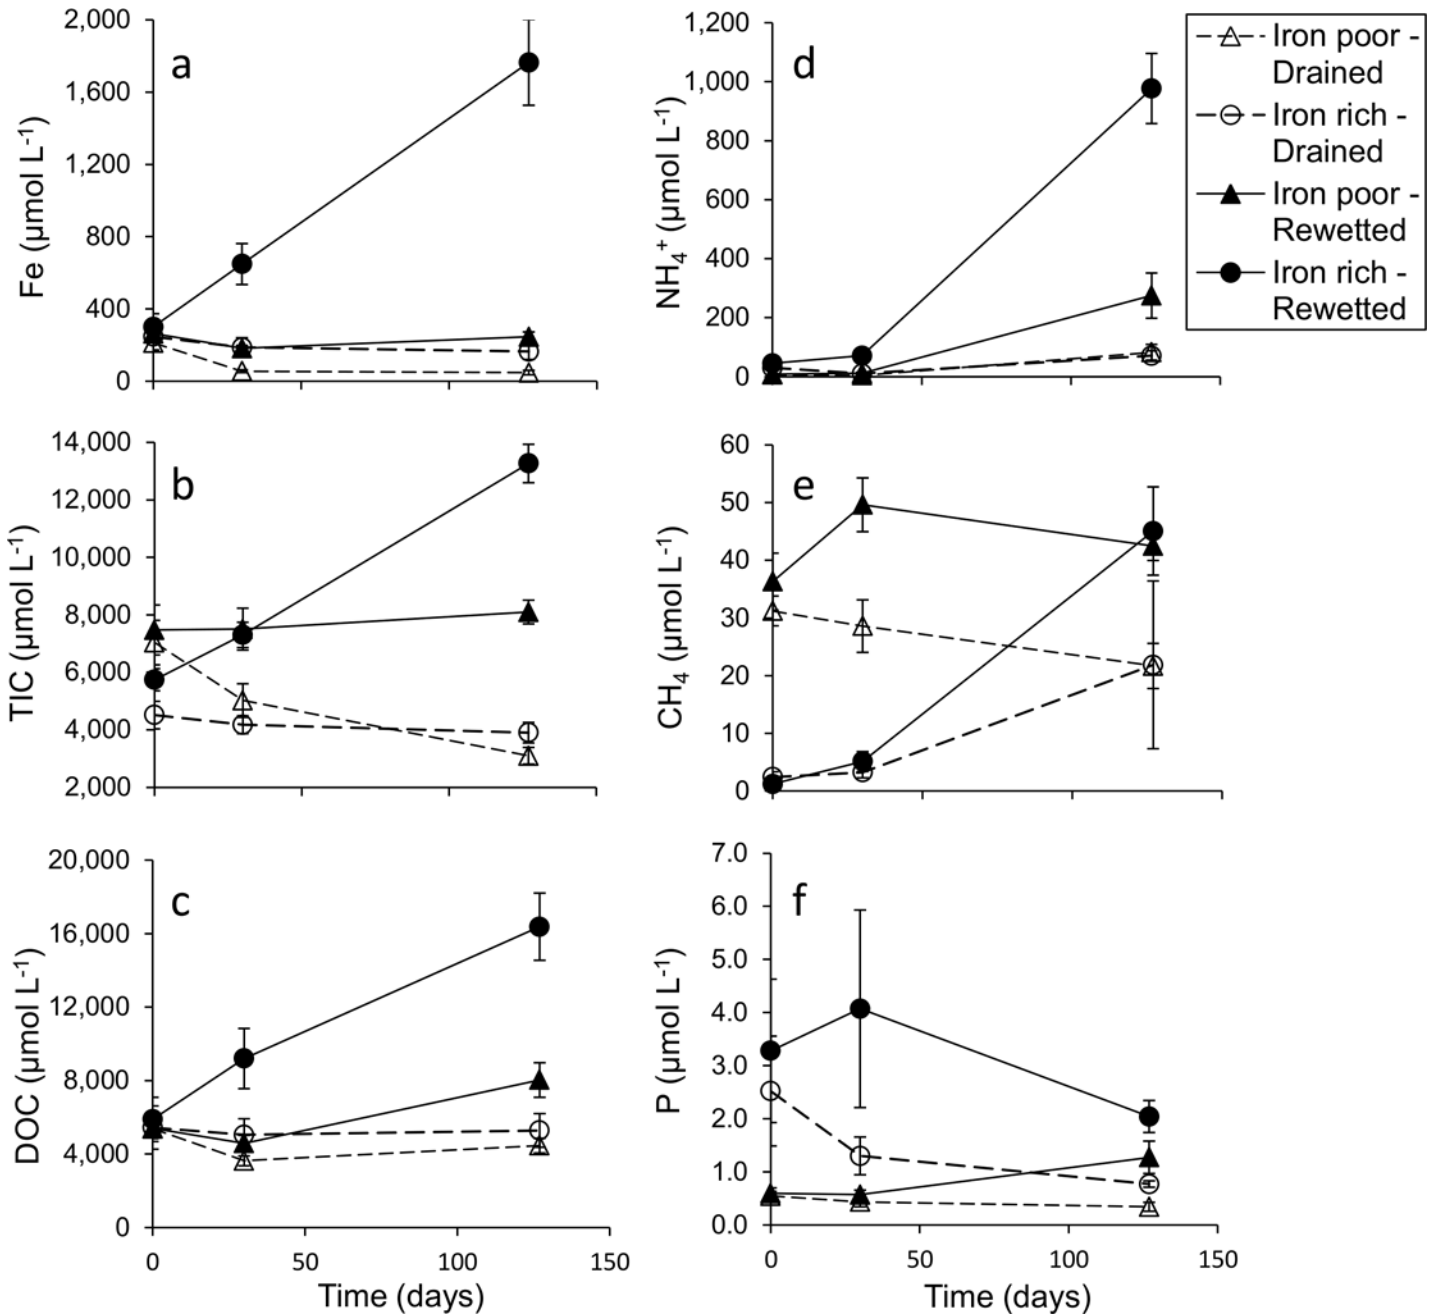 a
2,000
1,600
1,200
800
400
0
Fe (µmol L⁻¹)
d
1,200
1,000
800
600
400
200
0
NH₄⁺ (µmol L⁻¹)
Iron poor -
Drained
Iron rich -
Drained
Iron poor -
Rewetted
Iron rich -
Rewetted
b
14,000
12,000
10,000
8,000
6,000
4,000
2,000
TIC (µmol L⁻¹)
e
60
50
40
30
20
10
0
CH₄ (µmol L⁻¹)
c
20,000
16,000
12,000
8,000
4,000
0
DOC (µmol L⁻¹)
0 50 100 150
Time (days)
f
7.0
6.0
5.0
4.0
3.0
2.0
1.0
0.0
P (µmol L⁻¹)
0 50 100 150
Time (days)